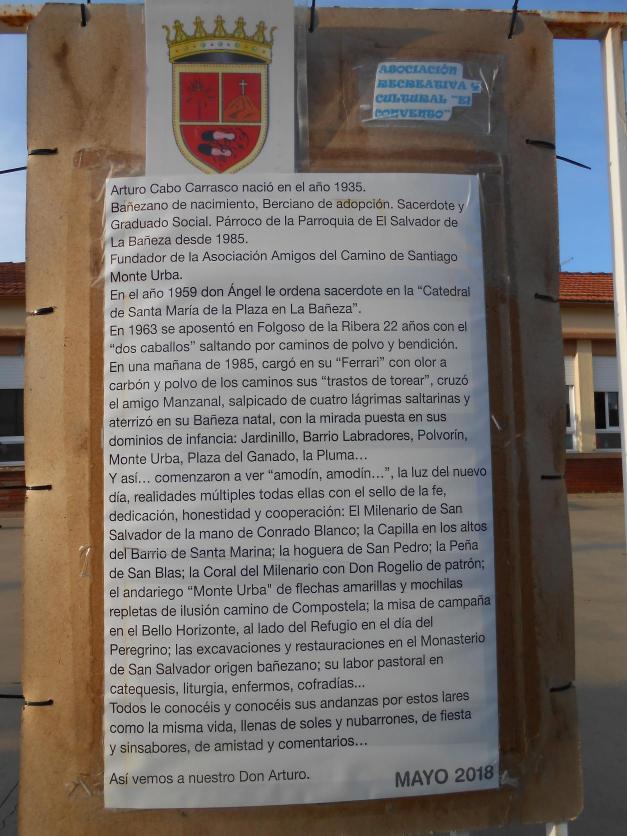 ASOCIACIÓN
RECREATIVA Y
CULTURAL "El
CONVENTO"
Arturo Cabo Carrasco nació en el año 1935.
Bañezano de nacimiento, Berciano de adopción. Sacerdote y
Graduado Social. Párroco de la Parroquia de El Salvador de
La Bañeza desde 1985.
Fundador de la Asociación Amigos del Camino de Santiago
Monte Urba.
En el año 1959 don Ángel le ordena sacerdote en la “Catedral
de Santa María de la Plaza en La Bañeza”.
En 1963 se aposentó en Folgoso de la Ribera 22 años con el
“dos caballos” saltando por caminos de polvo y bendición.
En una mañana de 1985, cargó en su “Ferrari” con olor a
carbón y polvo de los caminos sus “trastos de torear”, cruzó
el amigo Manzanal, salpicado de cuatro lágrimas saltarinas y
aterrizó en su Bañeza natal, con la mirada puesta en sus
dominios de infancia: Jardinillo, Barrio Labradores, Polvorín,
Monte Urba, Plaza del Ganado, la Pluma…
Y así… comenzaron a ver “amodín, amodín…”, la luz del nuevo
día, realidades múltiples todas ellas con el sello de la fe,
dedicación, honestidad y cooperación: El Milenario de San
Salvador de la mano de Conrado Blanco; la Capilla en los altos
del Barrio de Santa Marina; la hoguera de San Pedro; la Peña
de San Blas; la Coral del Milenario con Don Rogelio de patrón;
el andariego “Monte Urba" de flechas amarillas y mochilas
repletas de ilusión camino de Compostela; la misa de campaña
en el Bello Horizonte, al lado del Refugio en el día del
Peregrino; las excavaciones y restauraciones en el Monasterio
de San Salvador origen bañezano; su labor pastoral en
catequesis, liturgia, enfermos, cofradías...
Todos le conocéis y conocéis sus andanzas por estos lares
como la misma vida, llenas de soles y nubarrones, de fiesta
y sinsabores, de amistad y comentarios…
Así vemos a nuestro Don Arturo.
MAYO 2018